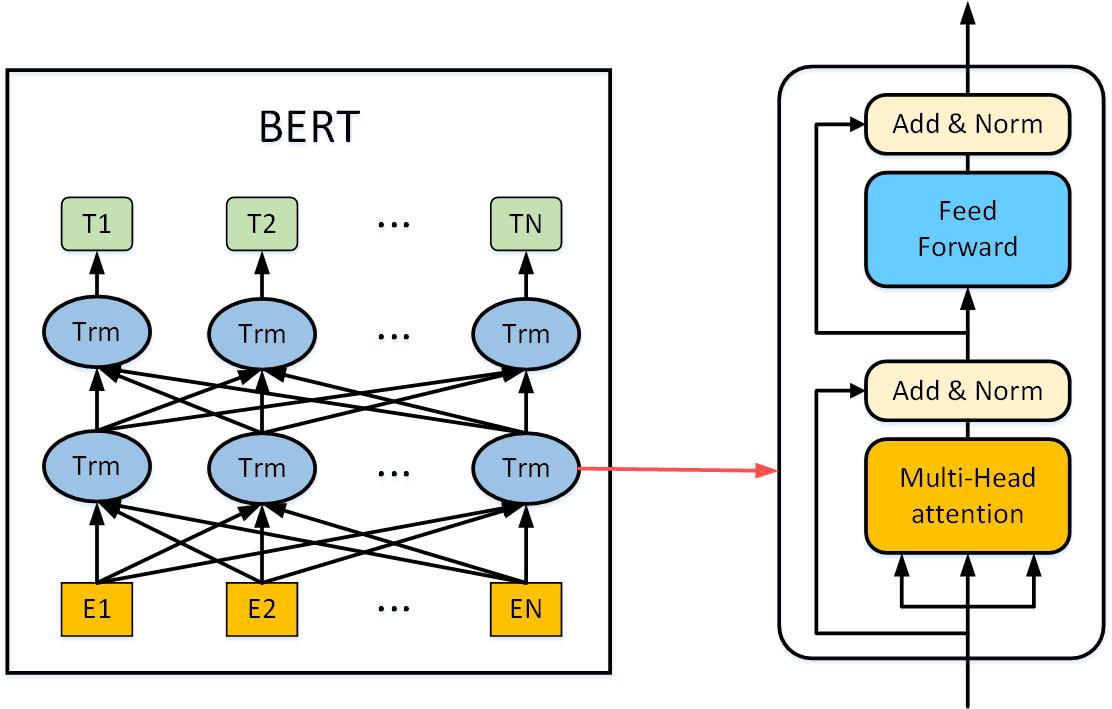 BERT
T1 T2 ... TN
Trm Trm ... Trm
Trm Trm ... Trm
E1 E2 ... EN
Add & Norm
Feed
Forward
Add & Norm
Multi-Head
attention